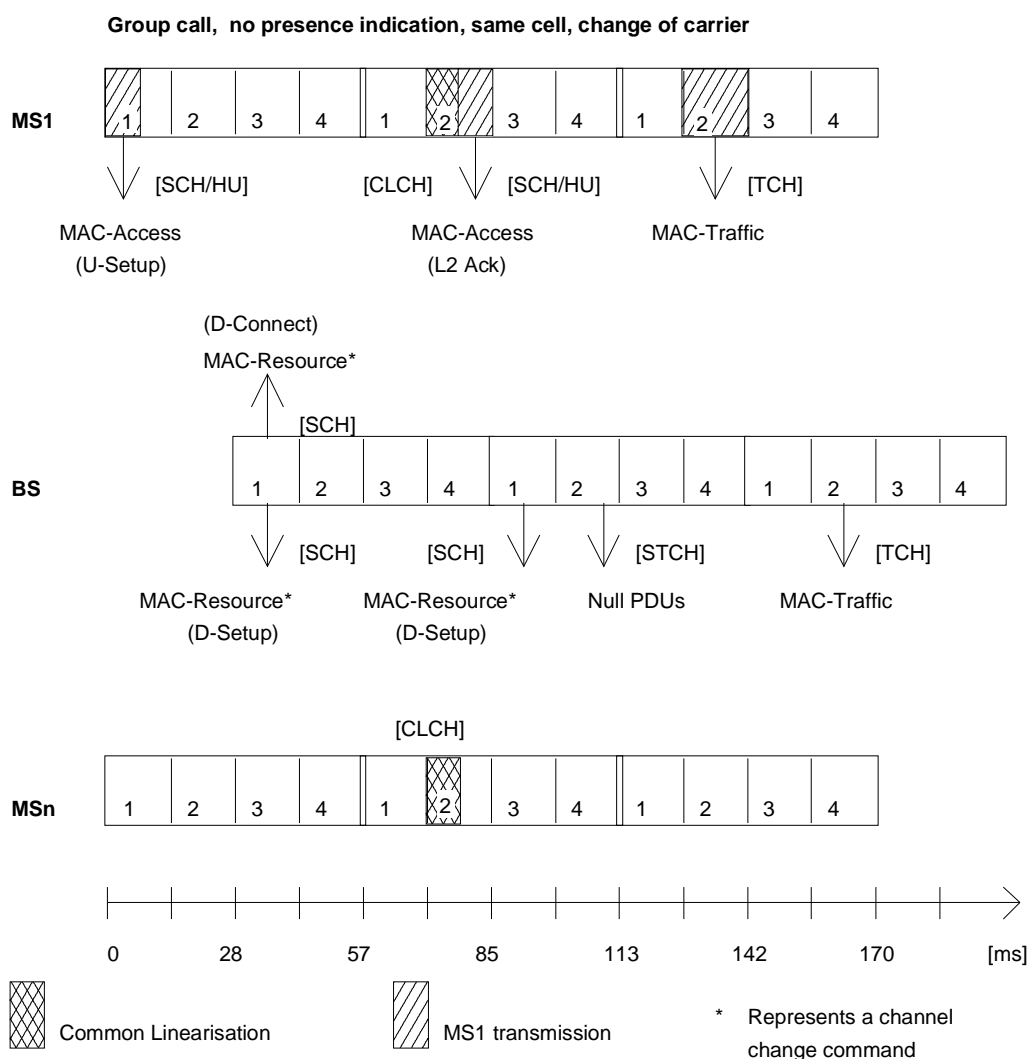 Group call, no presence indication, same cell, change of carrier
MS1
1 2 3 4 1 2 3 4 1 2 3 4
[SCH/HU] [CLCH] [SCH/HU] [TCH]
MAC-Access MAC-Access MAC-Traffic
(U-Setup) (L2 Ack)
(D-Connect)
MAC-Resource*
[SCH]
BS
1 2 3 4 1 2 3 4 1 2 3 4
[SCH] [SCH] [STCH] [TCH]
MAC-Resource* MAC-Resource* Null PDUs MAC-Traffic
(D-Setup) (D-Setup)
[CLCH]
MSn
1 2 3 4 1 2 3 4 1 2 3 4
0 28 57 85 113 142 170 [ms]
Common Linearisation MS1 transmission * Represents a channel
change command